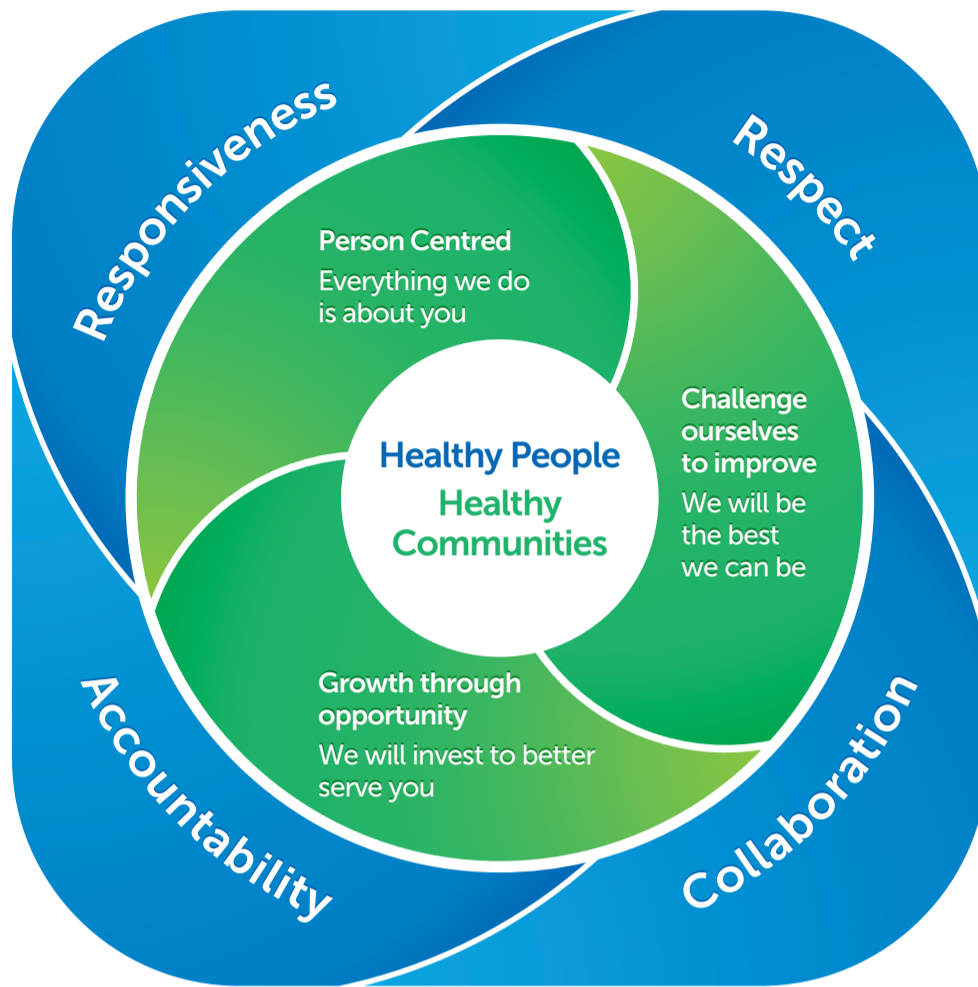 Responsiveness
Respect
Person Centred
Everything we do
is about you
Challenge
ourselves
to improve
We will be
the best
we can be
Healthy People
Healthy
Communities
Growth through
opportunity
We will invest to better
serve you
Accountability
Collaboration